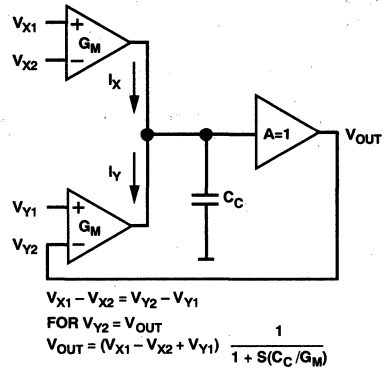 V_X1
V_X2
+
−
G_M
I_X
A=1
V_OUT
I_Y
C_C
V_Y1
V_Y2
+
−
G_M
V_X1 − V_X2 = V_Y2 − V_Y1
FOR V_Y2 = V_OUT
V_OUT = (V_X1 − V_X2 + V_Y1) 1 / 1 + S(C_C/G_M)